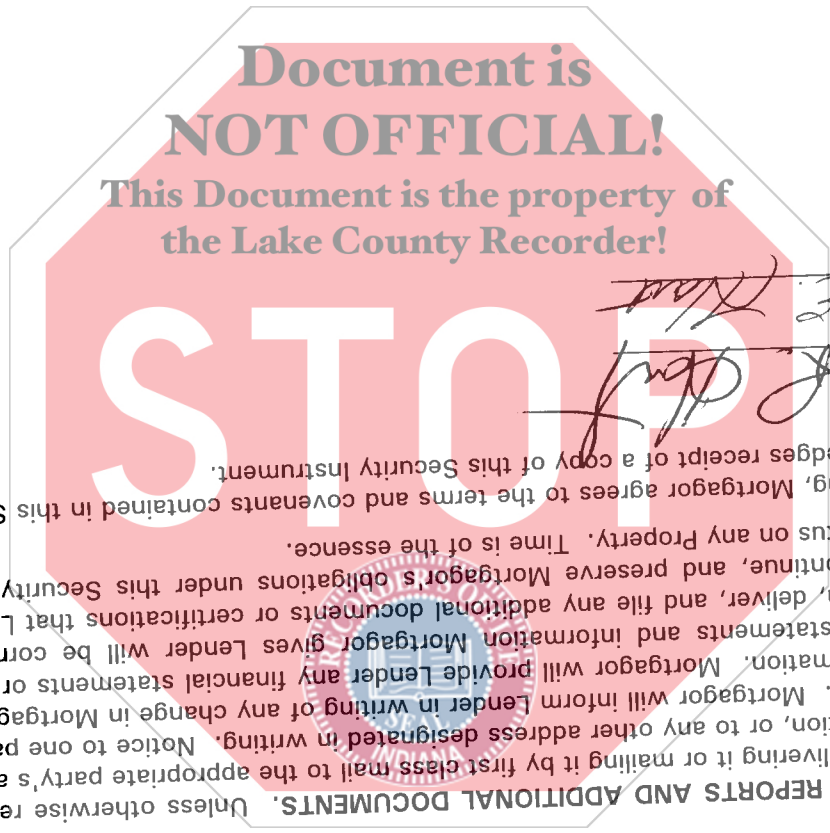 Document is
NOT OFFICIAL!
This Document is the property of
the Lake County Recorder!
STOP
REPORTS AND ADDITIONAL DOCUMENTS. Unless otherwise re
livering it or mailing it by first class mail to the appropriate party's a
tion, or to any other address designated in writing. Notice to one pa
. Mortgagor will inform Lender in writing of any change in Mortgag
mation. Mortgagor will provide Lender any financial statements or
statements and information Mortgagor gives Lender will be corr
, deliver, and file any additional documents or certifications that L
ontinue, and preserve Mortgagor's obligations under this Security
tus on any Property. Time is of the essence.
ng, Mortgagor agrees to the terms and covenants contained in this S
edges receipt of a copy of this Security Instrument.
RECORDER'S OFFICE
SEAL
INDIANA